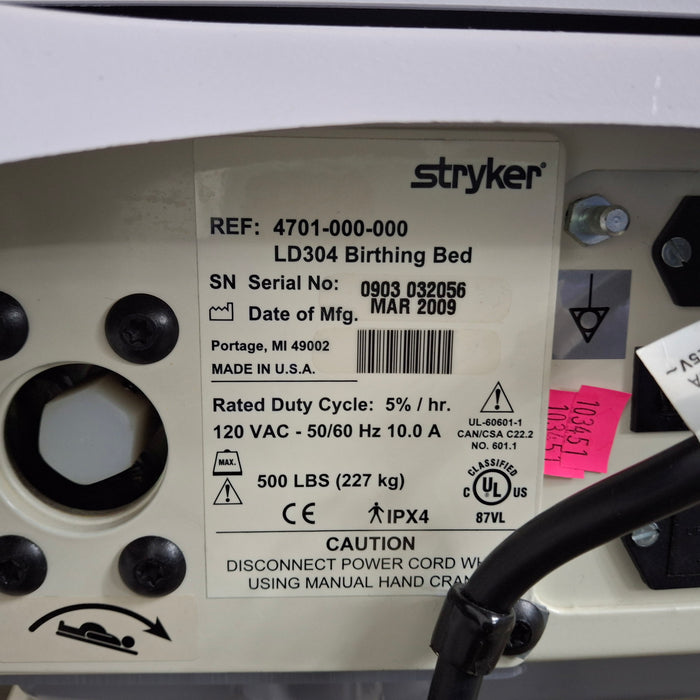 stryker
REF: 4701-000-000
LD304 Birthing Bed
SN Serial No: 0903 032056
Date of Mfg. MAR 2009
Portage, MI 49002
MADE IN U.S.A.
Rated Duty Cycle: 5% / hr.
120 VAC - 50/60 Hz 10.0 A
UL-60601-1
CAN/CSA C22.2
NO. 601.1
MAX.
500 LBS (227 kg)
CLASSIFIED
C UL US
87VL
CE
IPX4
CAUTION
DISCONNECT POWER CORD
USING MANUAL HAND
103451
103451